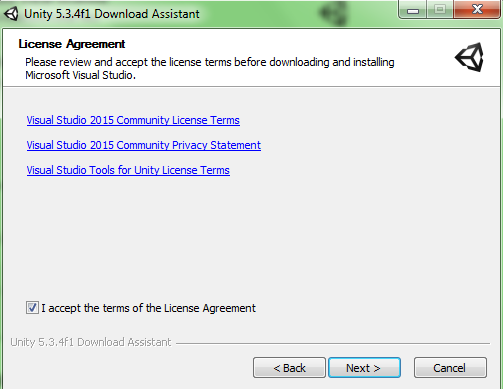 Unity 5.3.4f1 Download Assistant
License Agreement
Please review and accept the license terms before downloading and installing
Microsoft Visual Studio.
Visual Studio 2015 Community License Terms
Visual Studio 2015 Community Privacy Statement
Visual Studio Tools for Unity License Terms
I accept the terms of the License Agreement
Unity 5.3.4f1 Download Assistant
< Back
Next >
Cancel